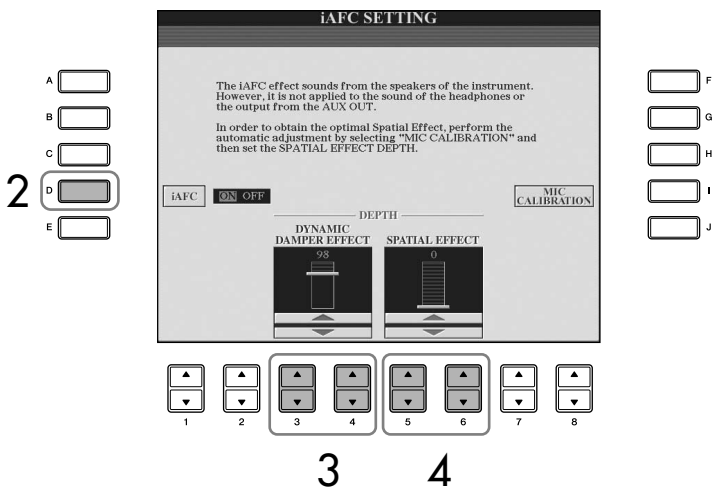 iAFC SETTING
The iAFC effect sounds from the speakers of the instrument.
However, it is not applied to the sound of the headphones or
the output from the AUX OUT.
In order to obtain the optimal Spatial Effect, perform the
automatic adjustment by selecting "MIC CALIBRATION" and
then set the SPATIAL EFFECT DEPTH.
A
B
C
2 D
E
F
G
H
I
J
iAFC ON OFF
MIC
CALIBRATION
DEPTH
DYNAMIC
DAMPER EFFECT
98
SPATIAL EFFECT
0
1 2 3 4 5 6 7 8
3 4